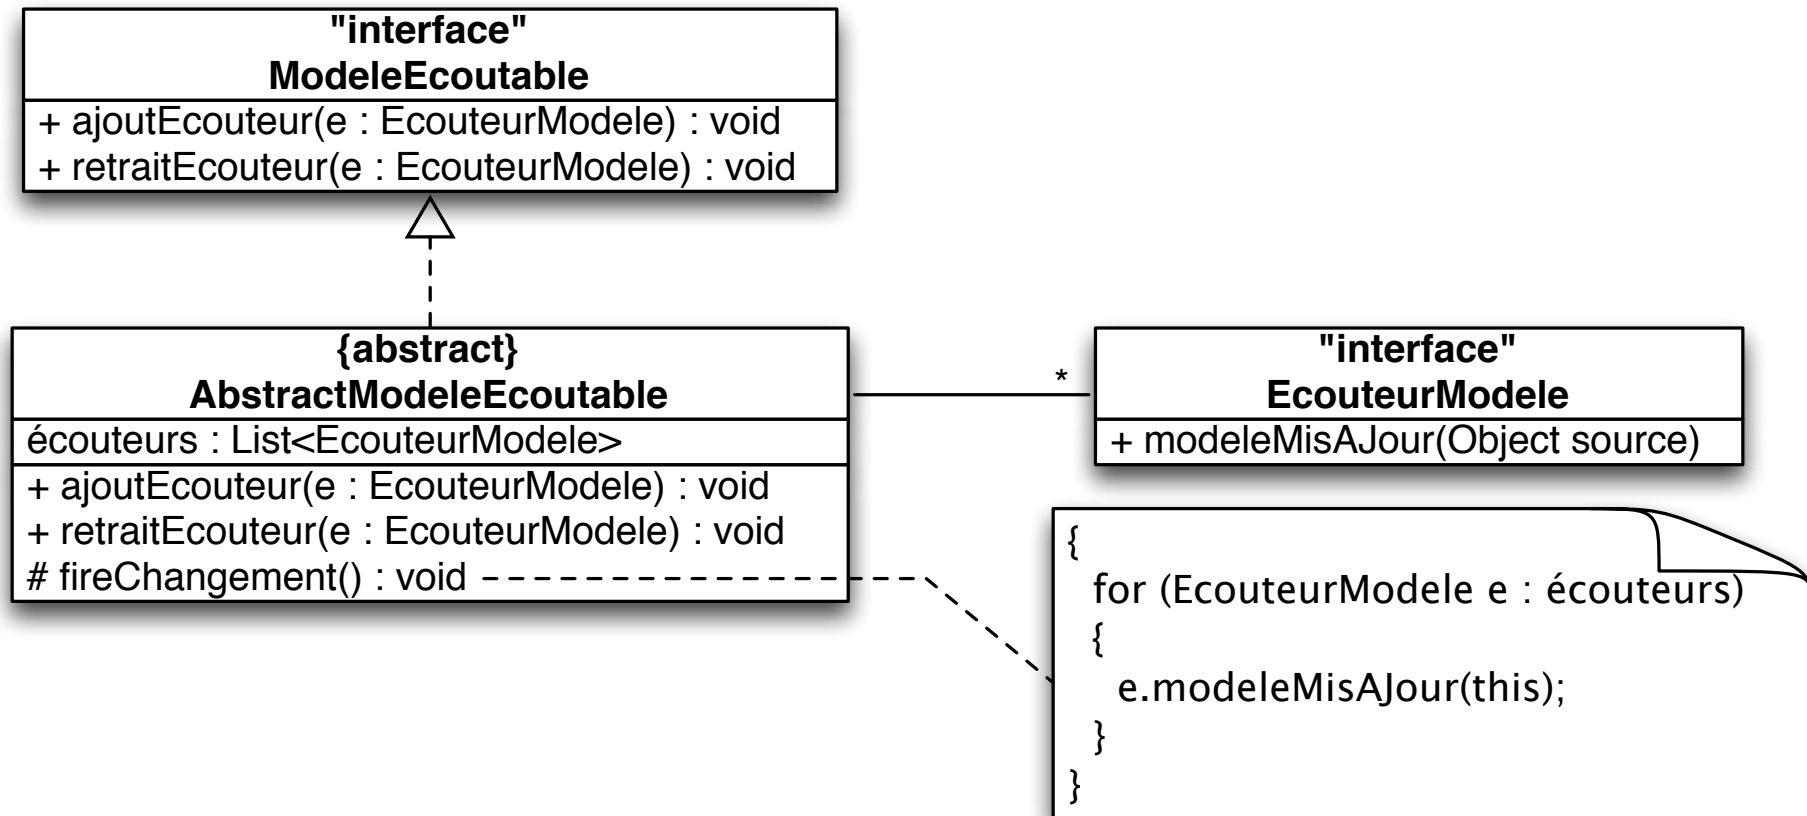 "interface"
ModeleEcoutable
+ ajoutEcouteur(e : EcouteurModele) : void
+ retraitEcouteur(e : EcouteurModele) : void
{abstract}
AbstractModeleEcoutable
écouteurs : List<EcouteurModele>
+ ajoutEcouteur(e : EcouteurModele) : void
+ retraitEcouteur(e : EcouteurModele) : void
# fireChangement() : void
*
"interface"
EcouteurModele
+ modeleMisAJour(Object source)
{
for (EcouteurModele e : écouteurs)
{
e.modeleMisAJour(this);
}
}